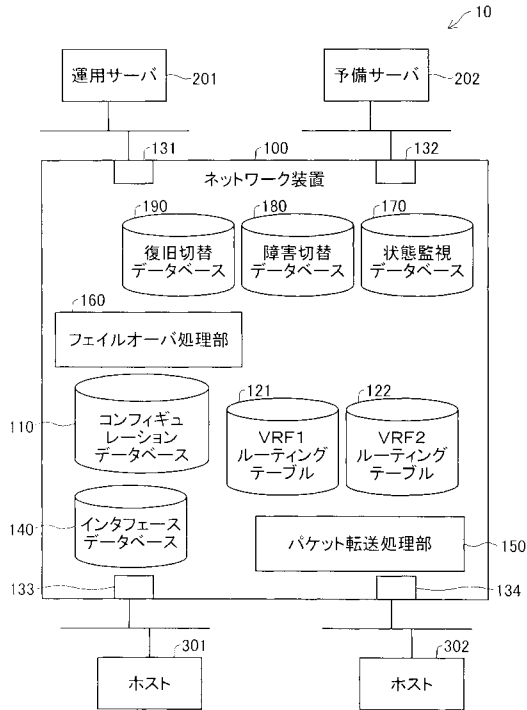 10
運用サーバ
201
予備サーバ
202
131
100
132
ネットワーク装置
190
180
170
復旧切替
データベース
障害切替
データベース
状態監視
データベース
160
フェイルオーバ処理部
110
コンフィギュ
レーション
データベース
121
VRF1
ルーティング
テーブル
122
VRF2
ルーティング
テーブル
140
インタフェース
データベース
パケット転送処理部
150
133
134
301
ホスト
302
ホスト